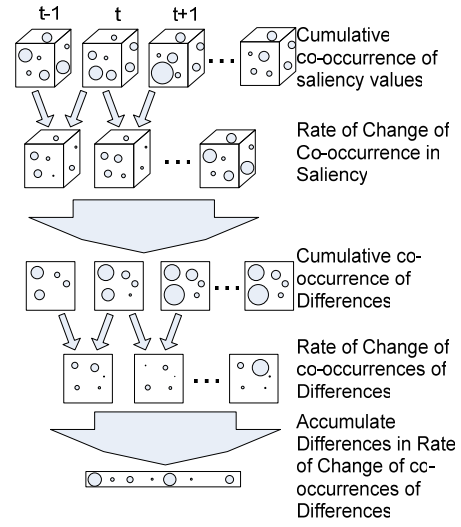 t-1 t t+1
Cumulative
co-occurrence of
saliency values
Rate of Change of
Co-occurrence in
Saliency
Cumulative co-
occurrence of
Differences
Rate of Change of
co-occurrences of
Differences
Accumulate
Differences in Rate
of Change of co-
occurrences of
Differences